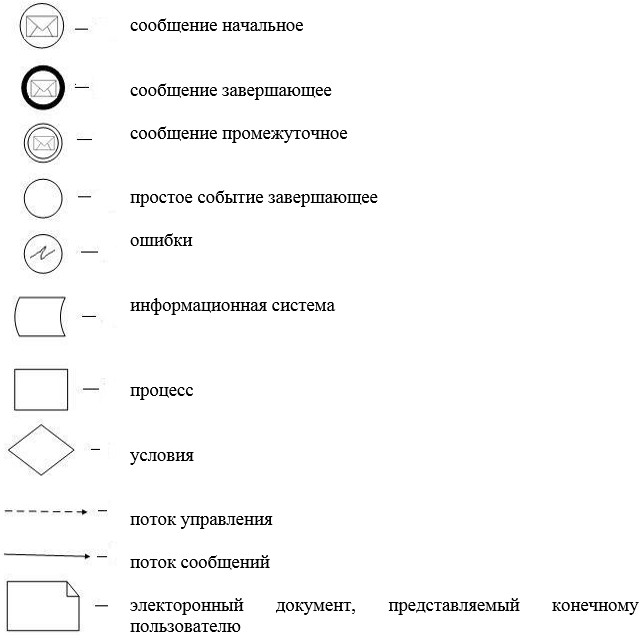 — сообщение начальное
— сообщение завершающее
— сообщение промежуточное
— простое событие завершающее
— ошибки
— информационная система
— процесс
— условия
— поток управления
— поток сообщений
— электоронный документ, представляемый конечному
пользователю